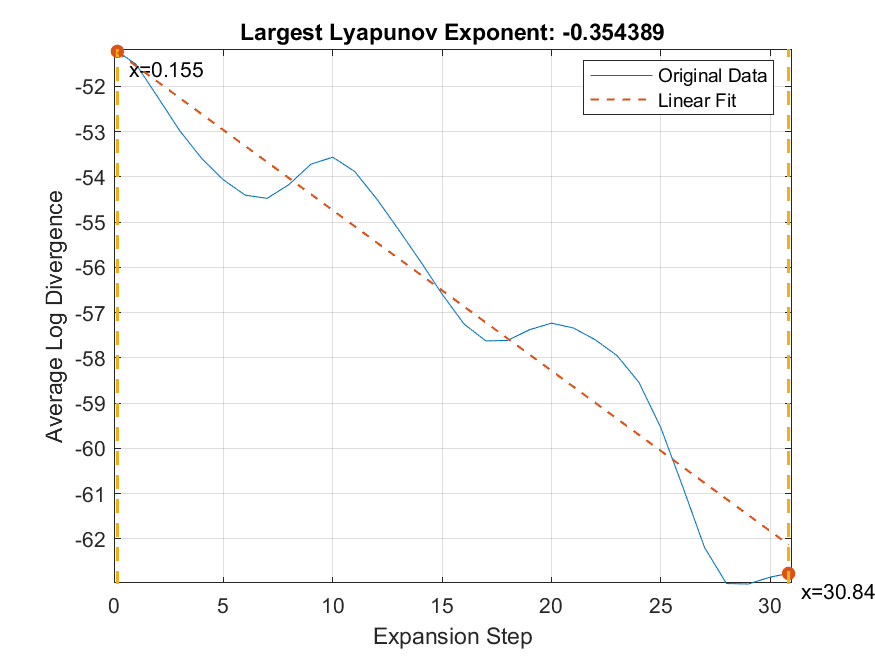 Largest Lyapunov Exponent: -0.354389
Original Data
Linear Fit
x=0.155
-52
-53
-54
-55
-56
-57
-58
-59
-60
-61
-62
Average Log Divergence
x=30.84
0 5 10 15 20 25 30
Expansion Step